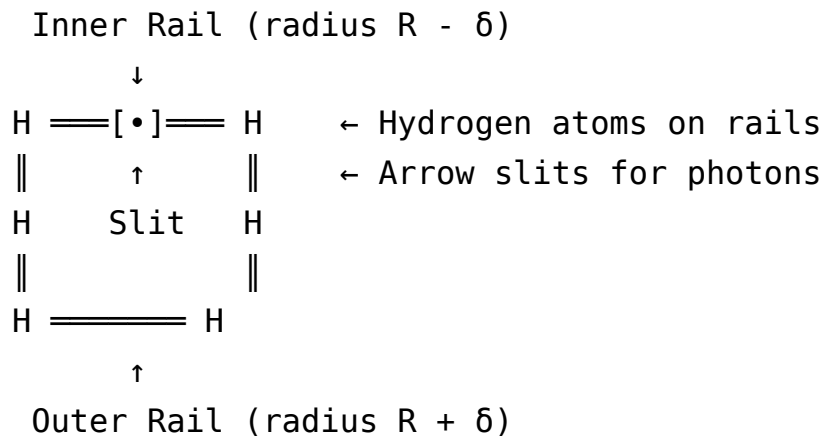 Inner Rail (radius R - δ)
↓
H ═══[•]═══ H ← Hydrogen atoms on rails
║ ↑ ║ ← Arrow slits for photons
H Slit H
║ ║
H ═══════ H
↑
Outer Rail (radius R + δ)